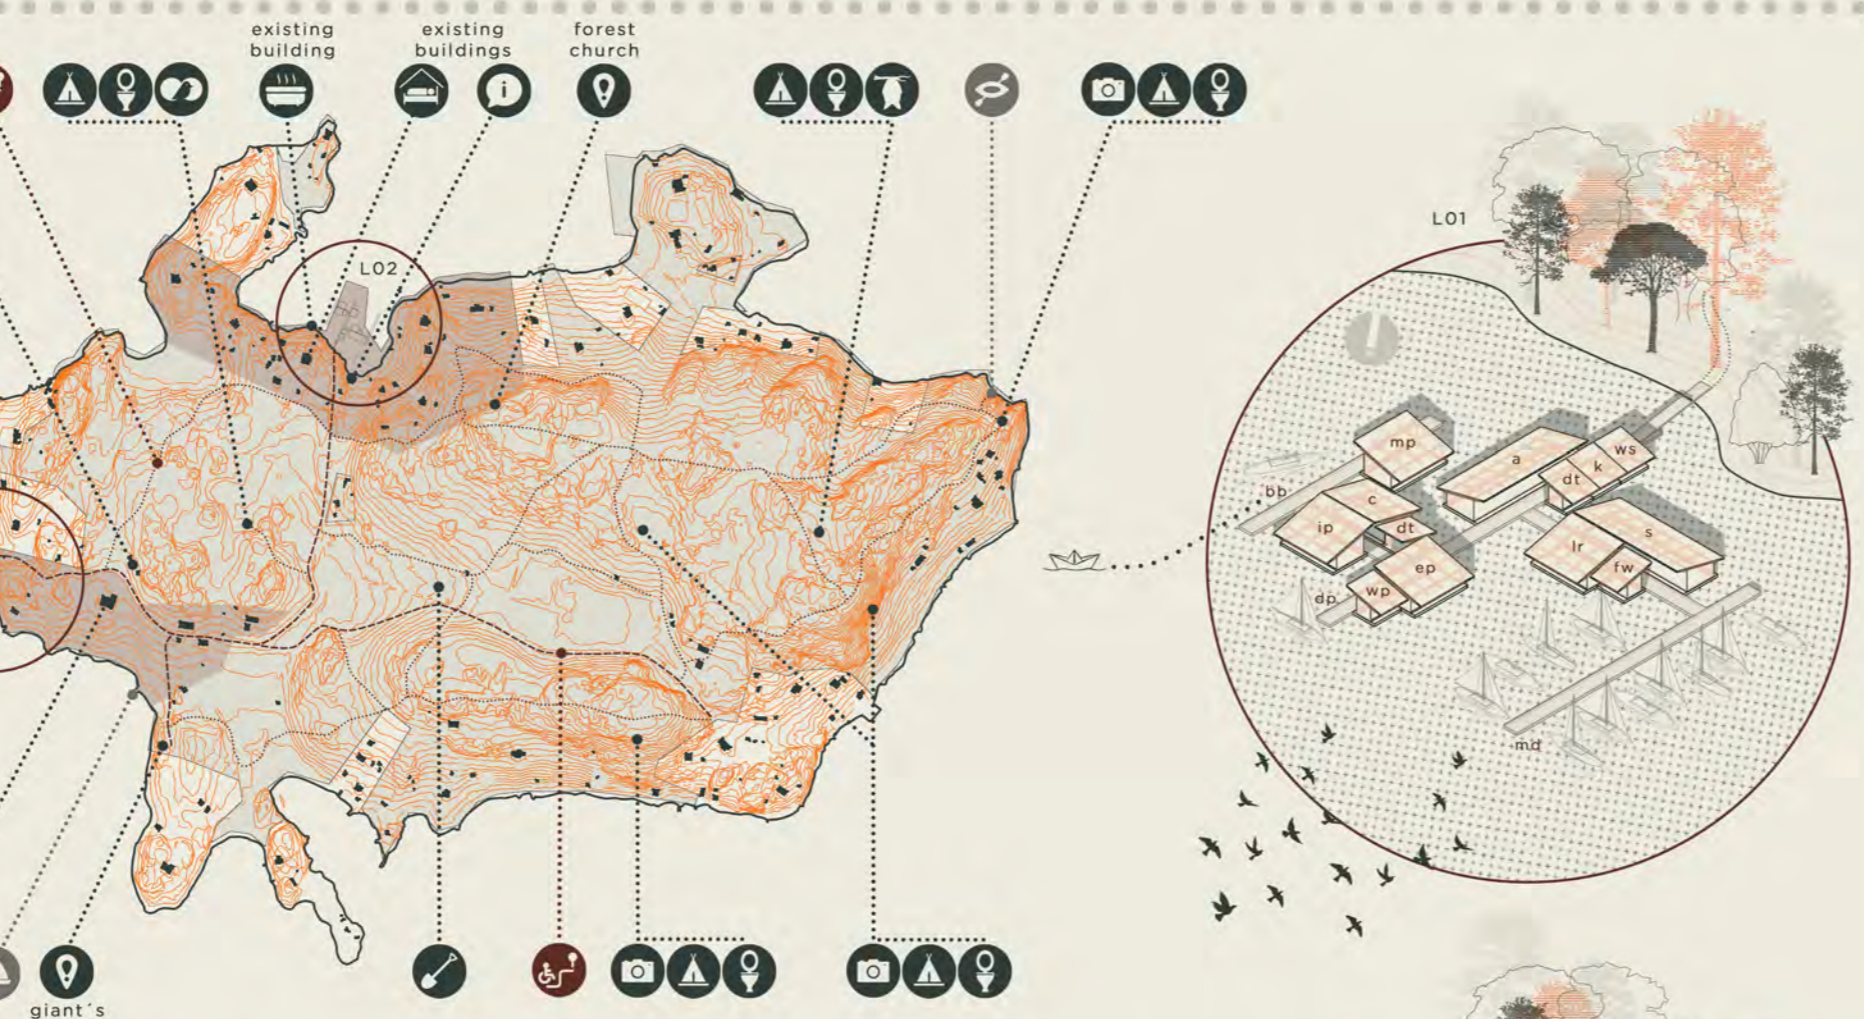 existing
building
existing
buildings
forest
church
i
L02
L01
mp
a
ws
k
dt
bb
c
ip
dt
s
lr
fw
ep
wp
dp
md
giant´s